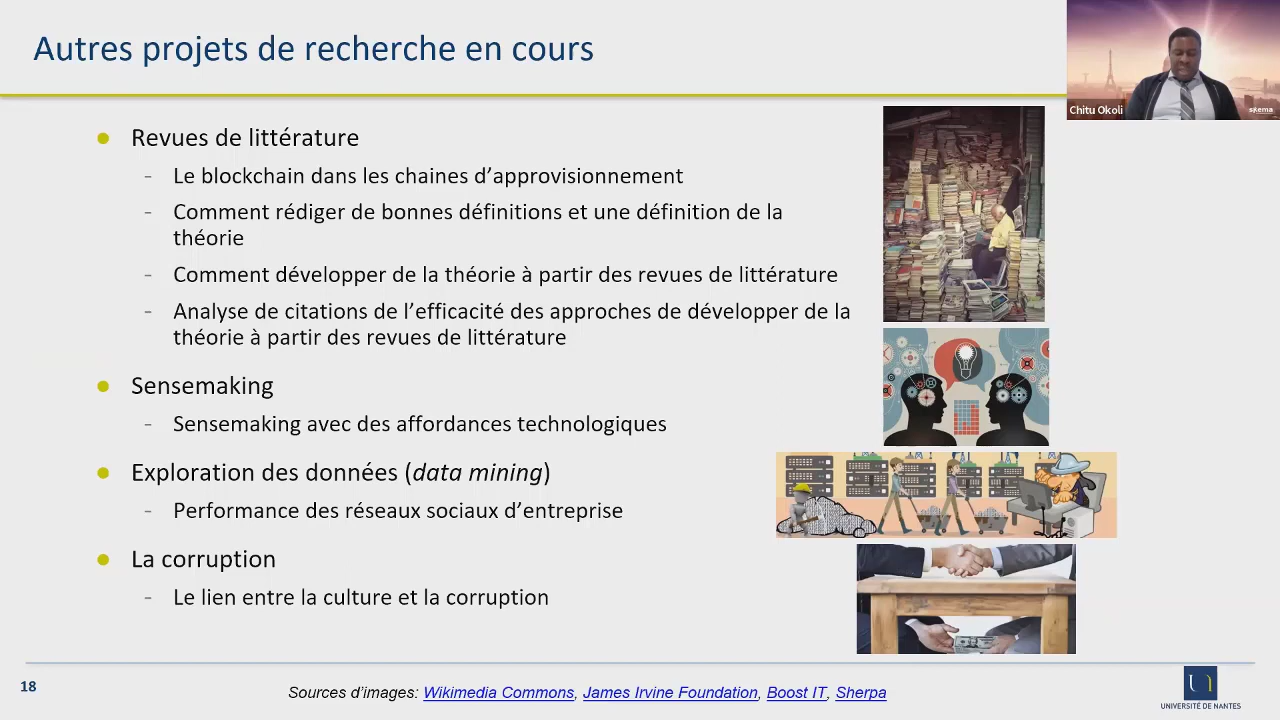 Autres projets de recherche en cours
Chitu Okoli
skema
● Revues de littérature
- Le blockchain dans les chaines d’approvisionnement
- Comment rédiger de bonnes définitions et une définition de la
théorie
- Comment développer de la théorie à partir des revues de littérature
- Analyse de citations de l’efficacité des approches de développer de la
théorie à partir des revues de littérature
● Sensemaking
- Sensemaking avec des affordances technologiques
● Exploration des données (data mining)
- Performance des réseaux sociaux d’entreprise
● La corruption
- Le lien entre la culture et la corruption
18
Sources d’images: Wikimedia Commons, James Irvine Foundation, Boost IT, Sherpa
UNIVERSITÉ DE NANTES